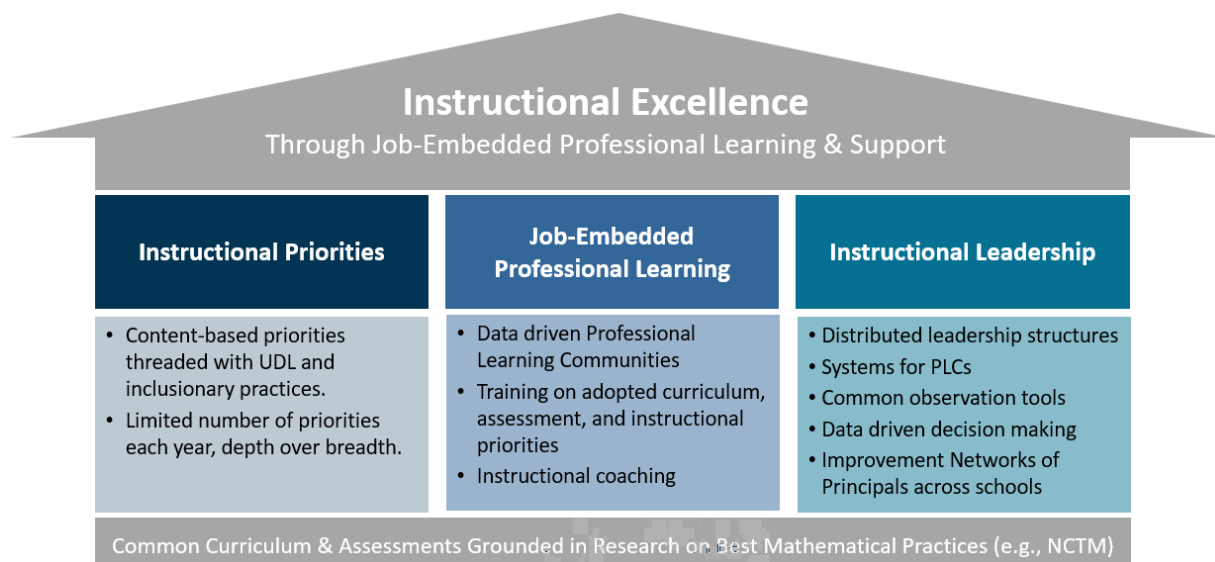 Instructional Excellence
Through Job-Embedded Professional Learning & Support
Instructional Priorities
• Content-based priorities
threaded with UDL and
inclusionary practices.
• Limited number of priorities
each year, depth over breadth.
Job-Embedded
Professional Learning
• Data driven Professional
Learning Communities
• Training on adopted curriculum,
assessment, and instructional
priorities
• Instructional coaching
Instructional Leadership
• Distributed leadership structures
• Systems for PLCs
• Common observation tools
• Data driven decision making
• Improvement Networks of
Principals across schools
Common Curriculum & Assessments Grounded in Research on Best Mathematical Practices (e.g., NCTM)